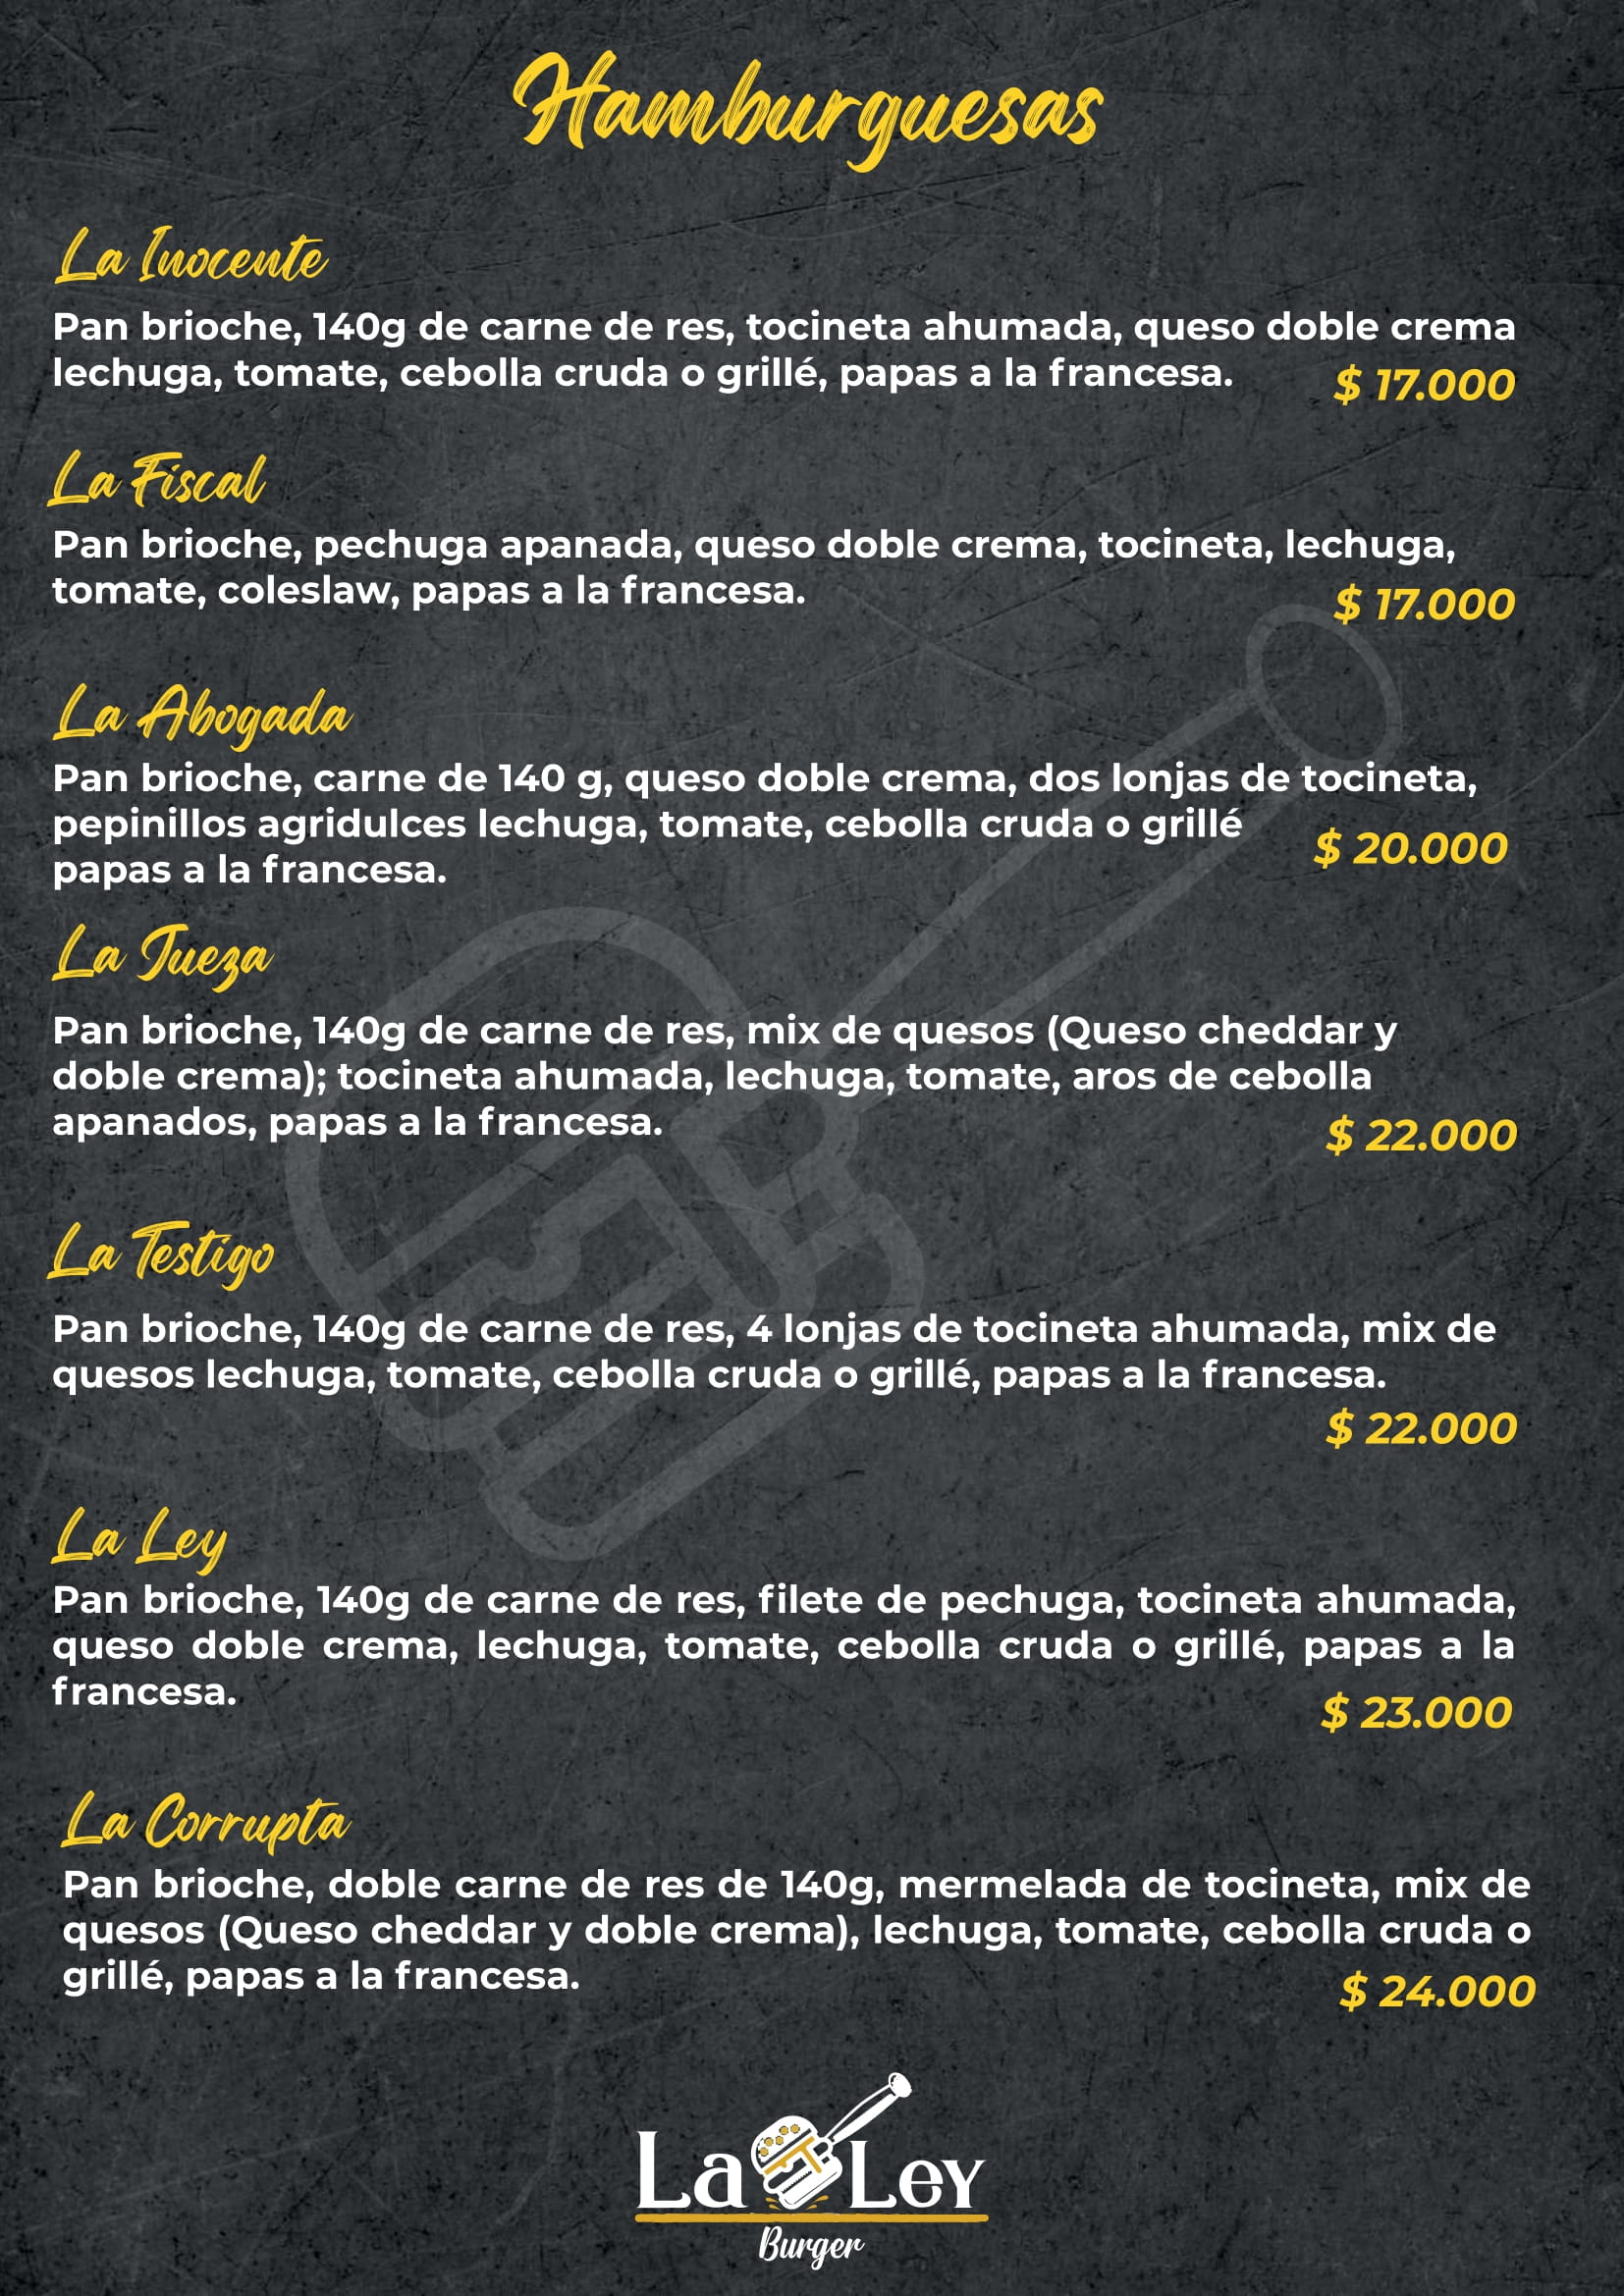 Hamburguesas
La Inocente
Pan brioche, 140g de carne de res, tocineta ahumada, queso doble crema
lechuga, tomate, cebolla cruda o grillé, papas a la francesa.
$ 17.000
La Fiscal
Pan brioche, pechuga apanada, queso doble crema, tocineta, lechuga,
tomate, coleslaw, papas a la francesa.
$ 17.000
La Abogada
Pan brioche, carne de 140 g, queso doble crema, dos lonjas de tocineta,
pepinillos agridulces lechuga, tomate, cebolla cruda o grillé
$ 20.000
papas a la francesa.
La Jueza
Pan brioche, 140g de carne de res, mix de quesos (Queso cheddar y
doble crema); tocineta ahumada, lechuga, tomate, aros de cebolla
apanados, papas a la francesa.
$ 22.000
La Testigo
Pan brioche, 140g de carne de res, 4 lonjas de tocineta ahumada, mix de
quesos lechuga, tomate, cebolla cruda o grillé, papas a la francesa.
$ 22.000
La Ley
Pan brioche, 140g de carne de res, filete de pechuga, tocineta ahumada,
queso doble crema, lechuga, tomate, cebolla cruda o grillé, papas a la
francesa.
$ 23.000
La Corrupta
Pan brioche, doble carne de res de 140g, mermelada de tocineta, mix de
quesos (Queso cheddar y doble crema), lechuga, tomate, cebolla cruda o
grillé, papas a la francesa.
$ 24.000
La Ley
Burger